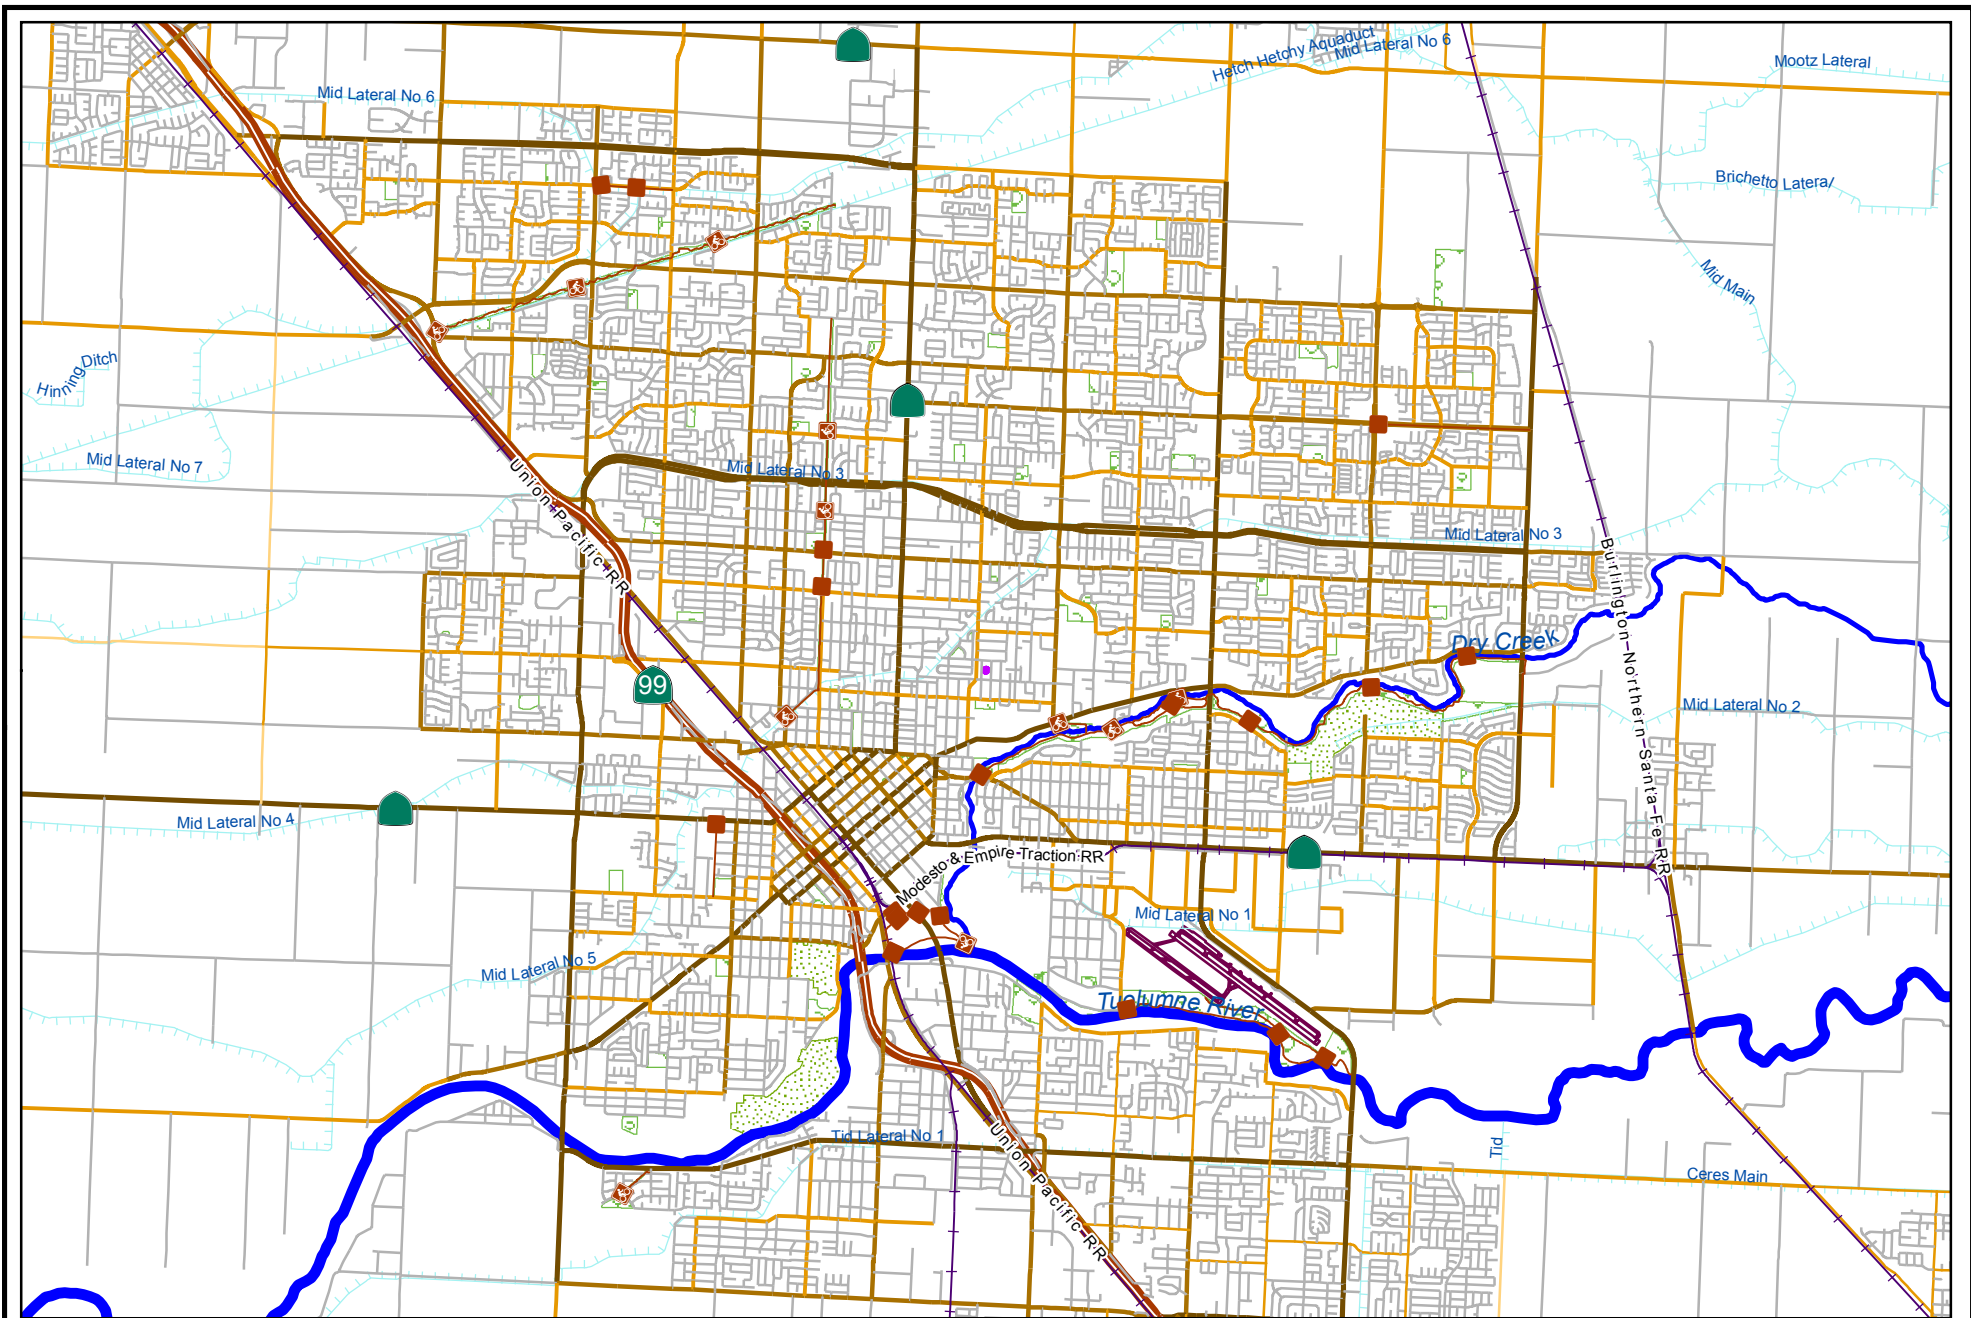 Hetch Hetchy Aquaduct
Mid Lateral No 6
Mootz Lateral
Mid Lateral No 6
Brichetto Lateral
Mid Main
Hinning Ditch
Mid Lateral No 7
Union Pacific RR
Mid Lateral No 3
Mid Lateral No 3
Burlington Northern Santa Fe RR
Dry Creek
99
Mid Lateral No 2
Mid Lateral No 4
Modesto & Empire Traction RR
Mid Lateral No 1
Mid Lateral No 5
Tuolumne River
Tid Lateral No 1
Tid
Union Pacific RR
Ceres Main